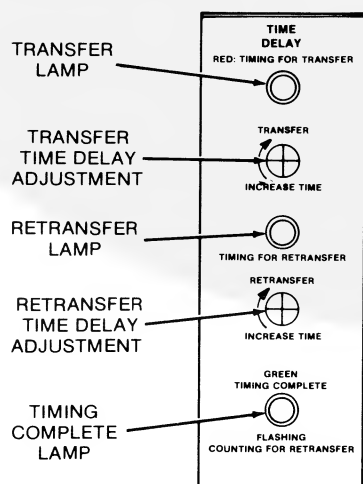 TIME
DELAY
RED: TIMING FOR TRANSFER
TRANSFER
LAMP
TRANSFER
TRANSFER
TIME DELAY
ADJUSTMENT
INCREASE TIME
RETRANSFER
LAMP
TIMING FOR RETRANSFER
RETRANSFER
RETRANSFER
TIME DELAY
ADJUSTMENT
INCREASE TIME
GREEN
TIMING COMPLETE
TIMING
COMPLETE
LAMP
FLASHING
COUNTING FOR RETRANSFER